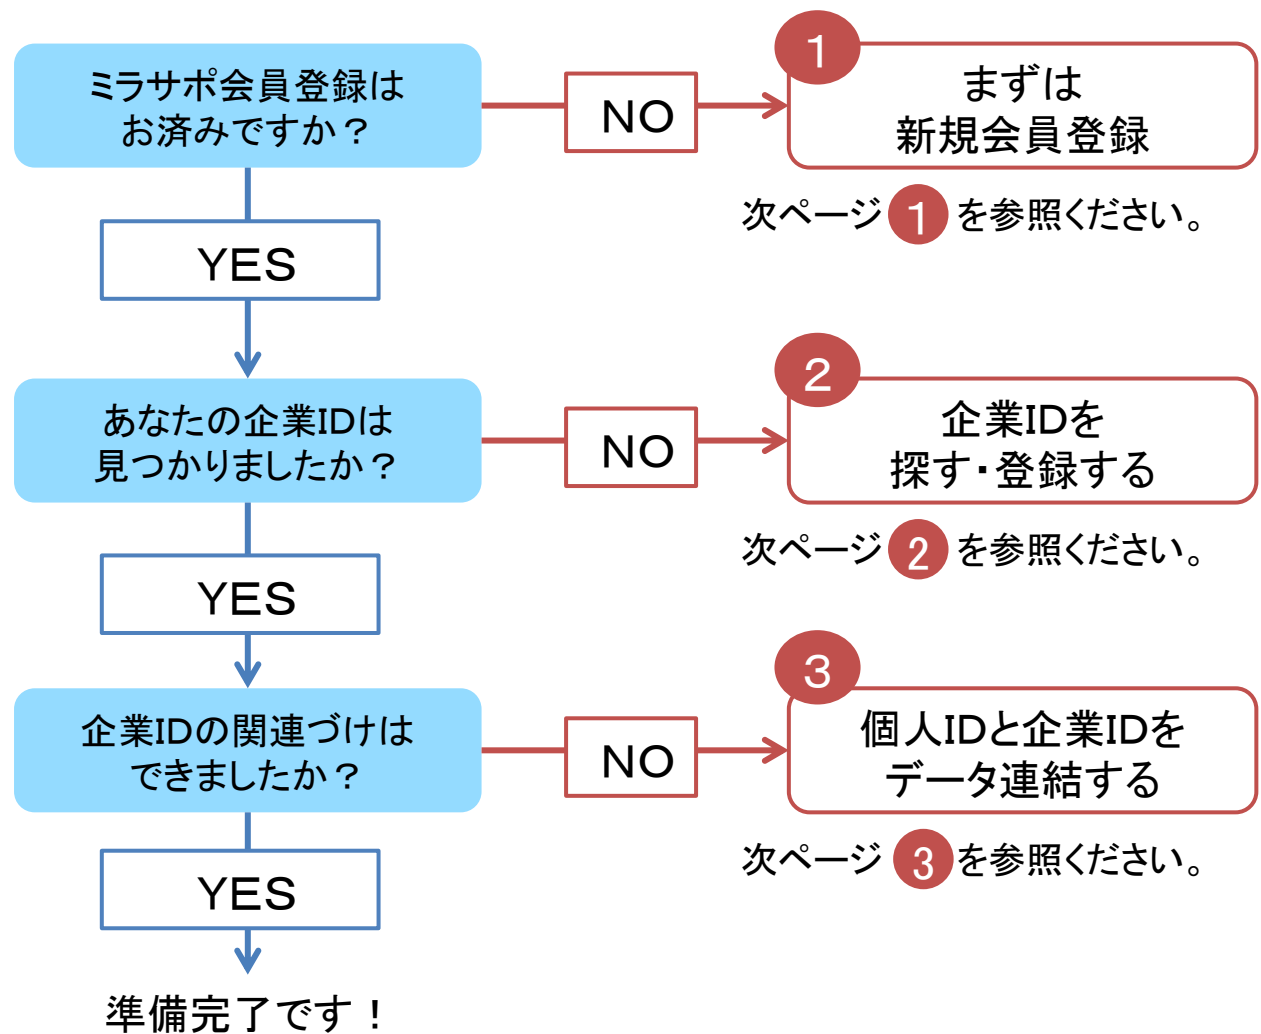 ミラサポ会員登録は
お済みですか？
NO
1
まずは
新規会員登録
次ページ 1 を参照ください。
YES
あなたの企業IDは
見つかりましたか？
NO
2
企業IDを
探す・登録する
次ページ 2 を参照ください。
YES
企業IDの関連づけは
できましたか？
NO
3
個人IDと企業IDを
データ連結する
次ページ 3 を参照ください。
YES
準備完了です！